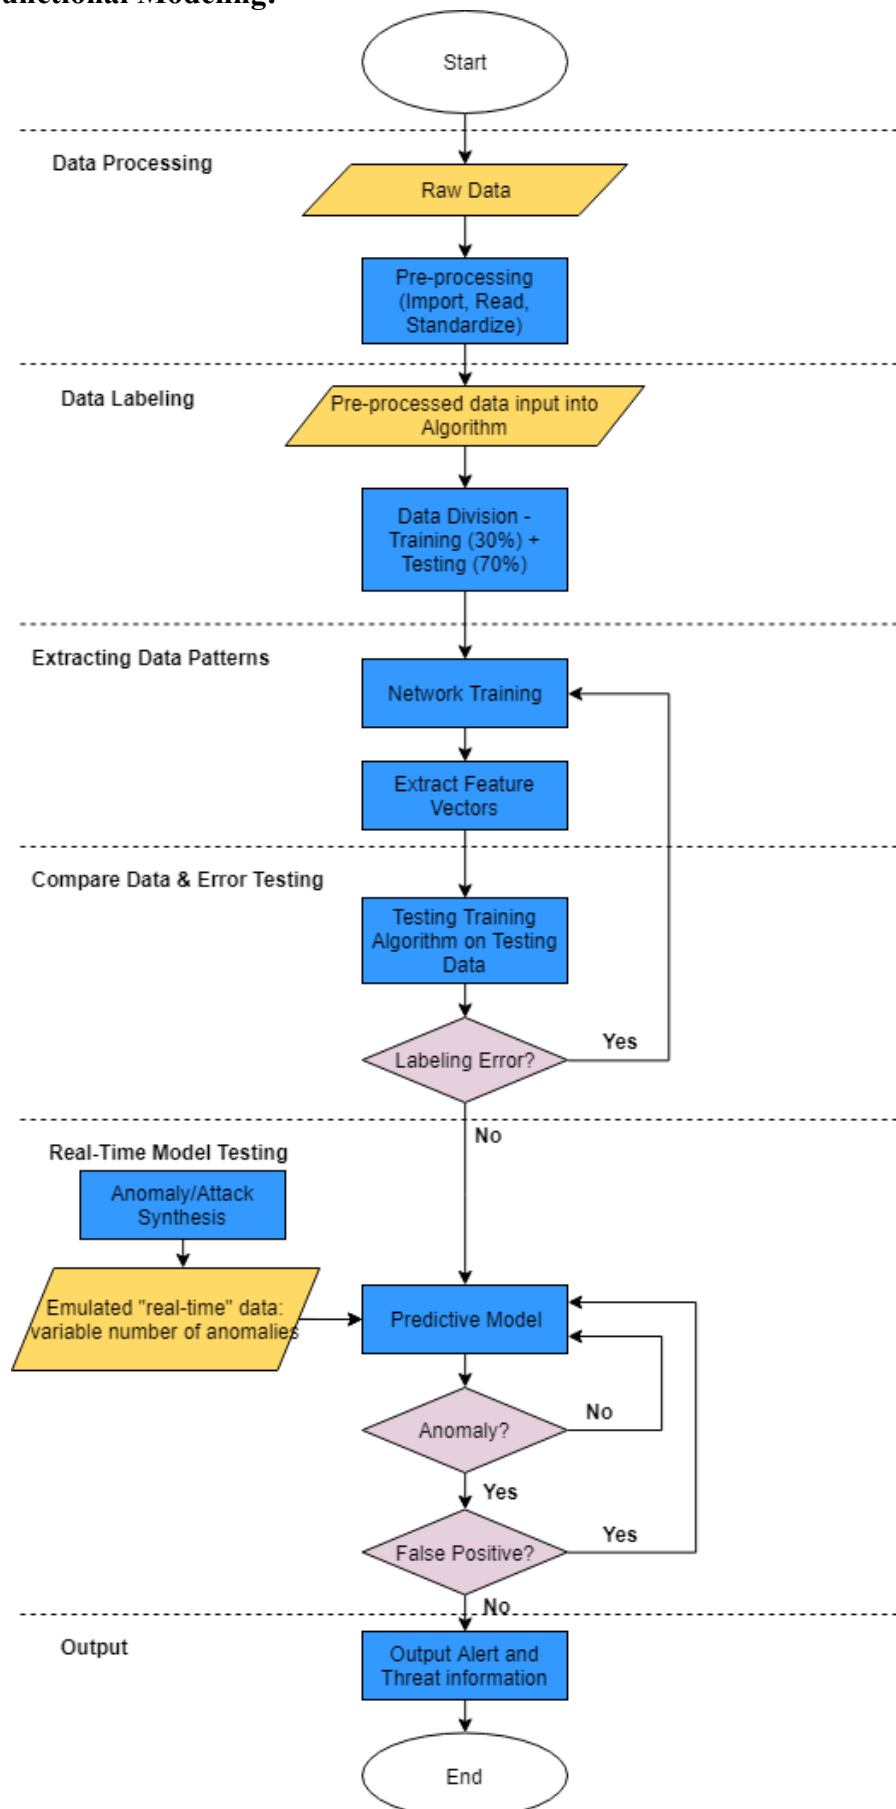 Functional Modeling:
Start
Data Processing
Raw Data
Pre-processing
(Import, Read,
Standardize)
Data Labeling
Pre-processed data input into
Algorithm
Data Division -
Training (30%) +
Testing (70%)
Extracting Data Patterns
Network Training
Extract Feature
Vectors
Compare Data & Error Testing
Testing Training
Algorithm on Testing
Data
Labeling Error?
Yes
No
Real-Time Model Testing
Anomaly/Attack
Synthesis
Emulated "real-time" data:
variable number of anomalies
Predictive Model
Anomaly?
No
Yes
False Positive?
Yes
No
Output
Output Alert and
Threat information
End